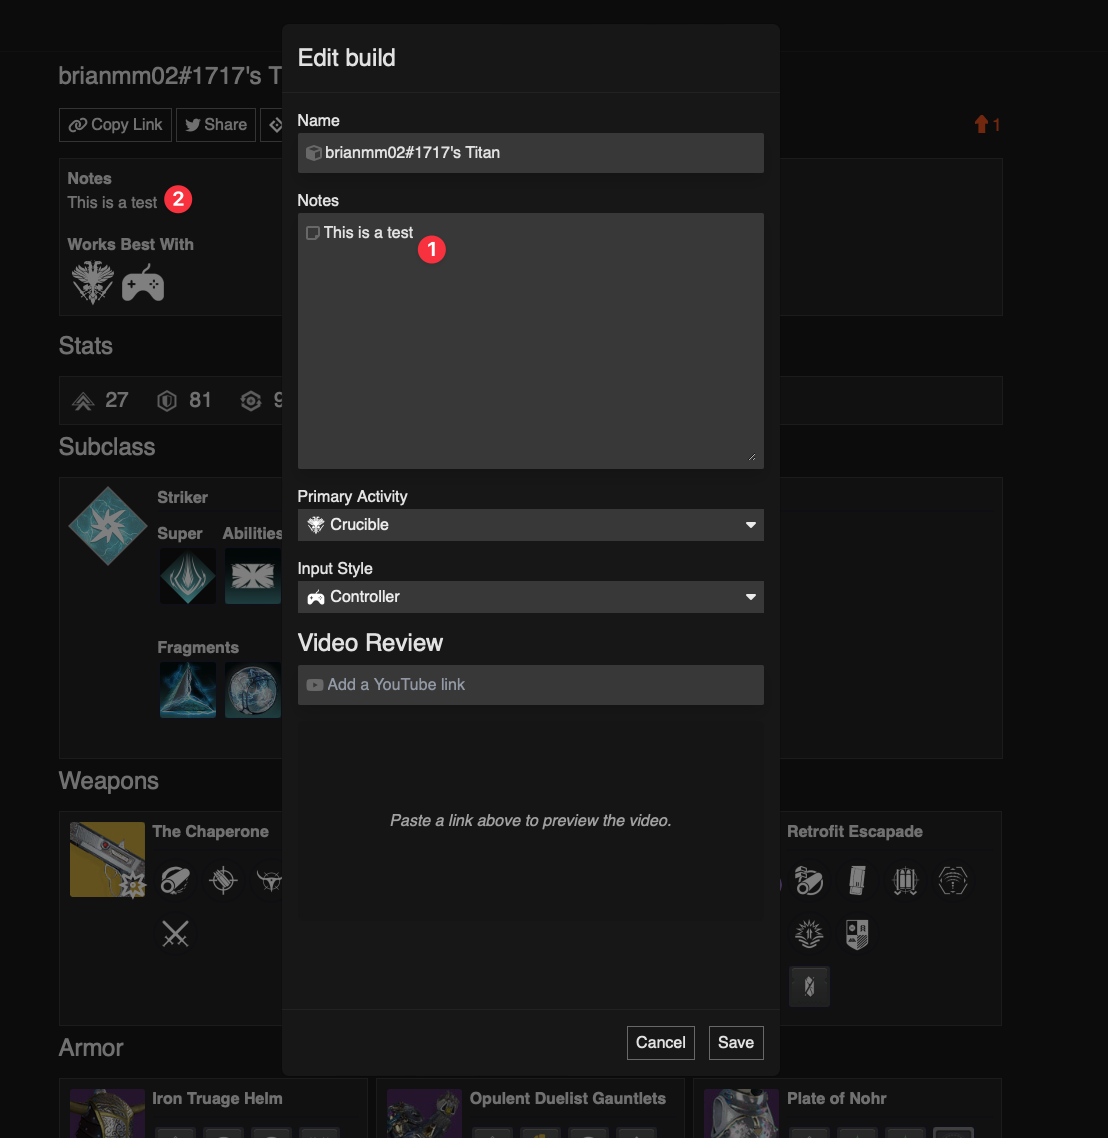 Edit build
brianmm02#1717's T
Copy Link
Share
1
Name
brianmm02#1717's Titan
Notes
This is a test
2
Works Best With
Notes
This is a test
1
Stats
27
81
9
Subclass
Striker
Super
Abilities
Fragments
Primary Activity
Crucible
Input Style
Controller
Video Review
Add a YouTube link
Paste a link above to preview the video.
Weapons
The Chaperone
Retrofit Escapade
R
Cancel
Save
Armor
Iron Truage Helm
Opulent Duelist Gauntlets
Plate of Nohr